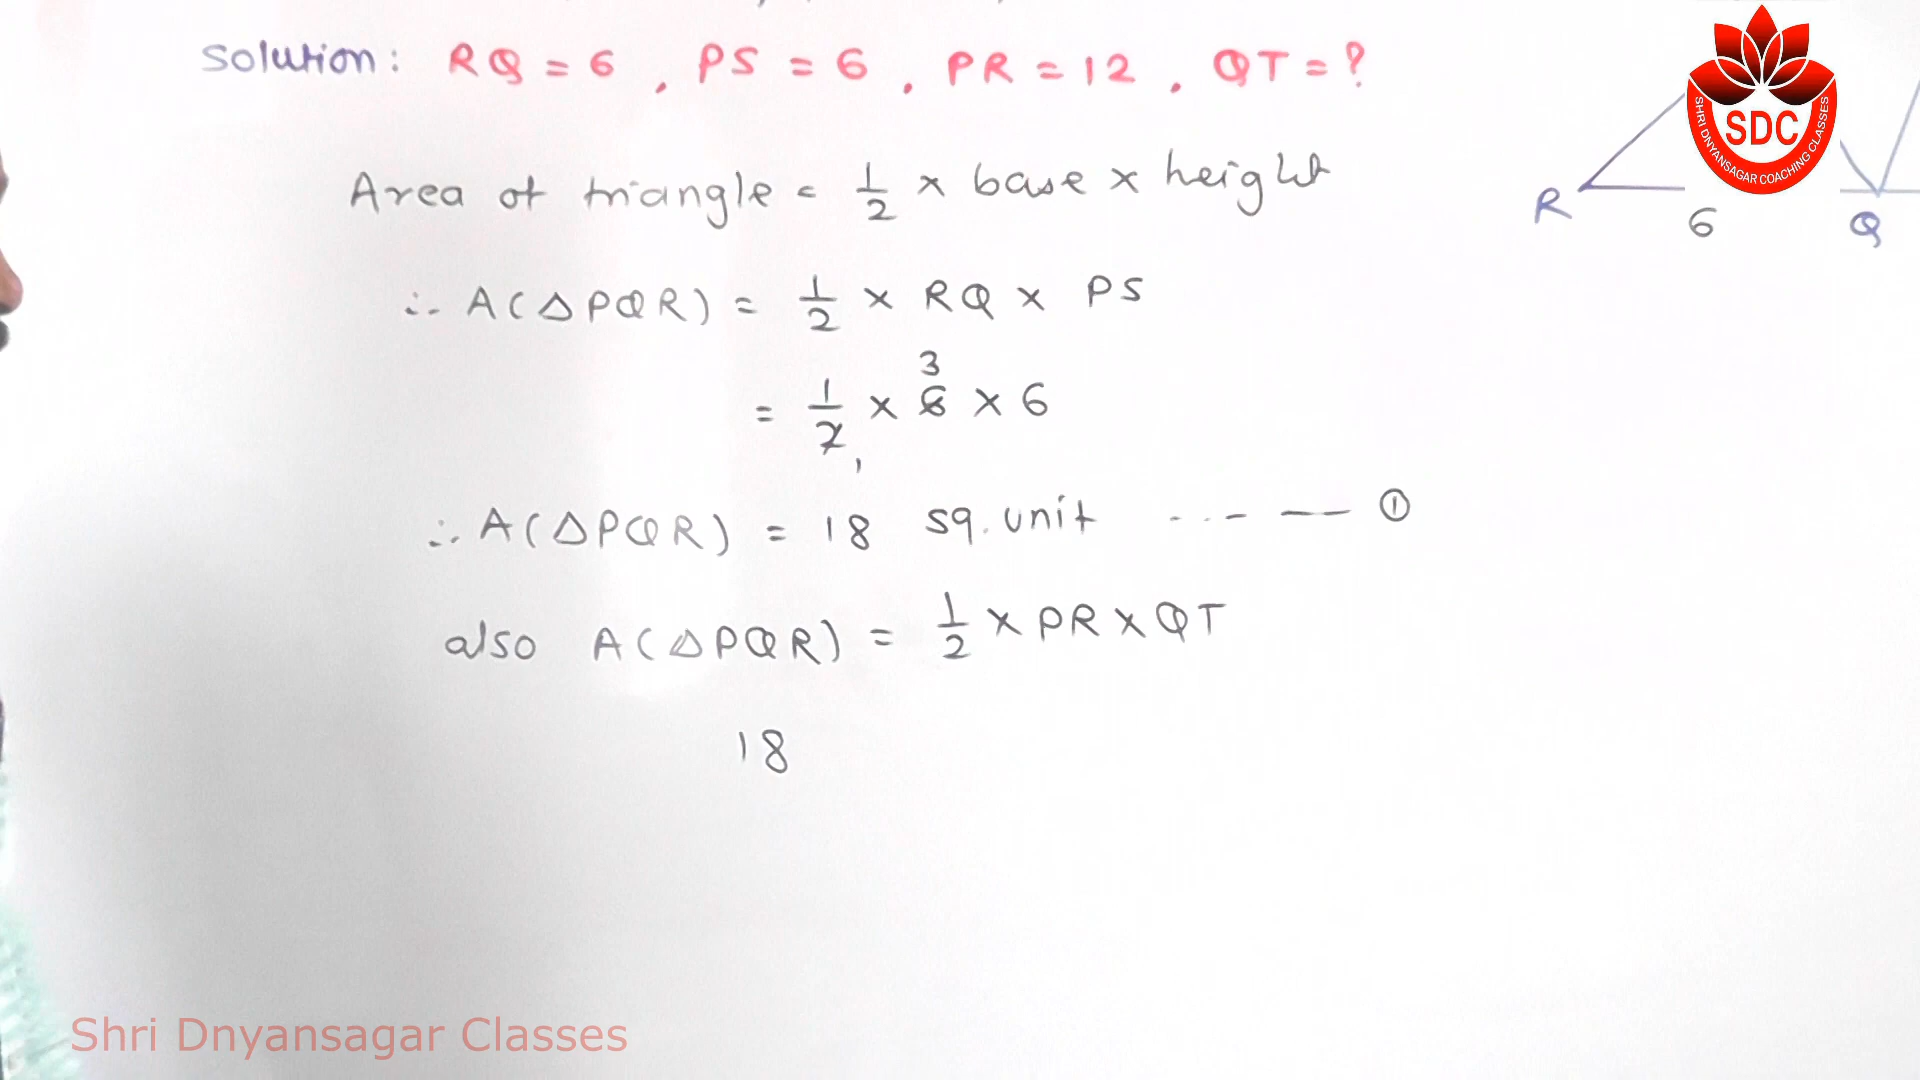 Solution: RQ = 6 , PS = 6 , PR = 12 , QT = ?
SDC
SHRI DNYANSAGAR COACHING CLASSES
R 6 Q
Area of triangle = 1/2 x base x height
∴ A(△PQR) = 1/2 x RQ x PS
3
= 1/2 x 6 x 6
1
∴ A(△PQR) = 18 sq. unit ---- — ①
also A(△PQR) = 1/2 x PR x QT
18
Shri Dnyansagar Classes